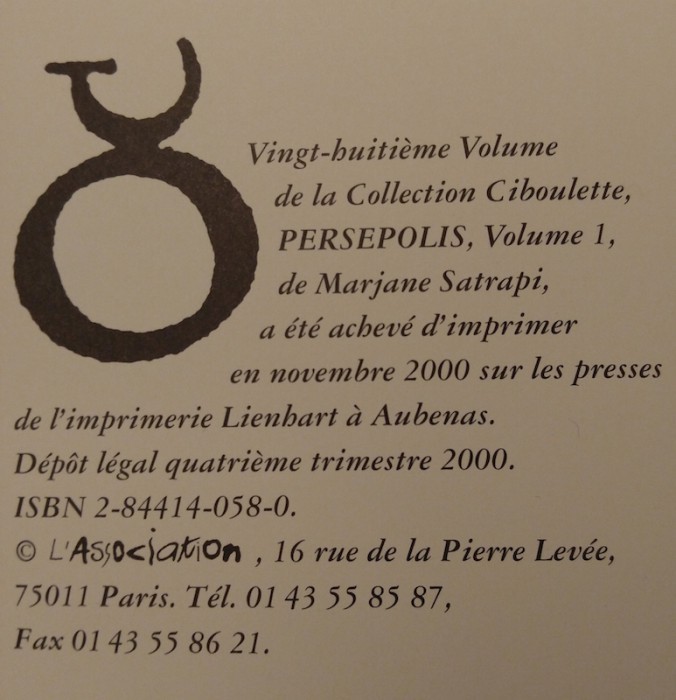 Vingt-huitième Volume
de la Collection Ciboulette,
PERSEPOLIS, Volume 1,
de Marjane Satrapi,
a été achevé d'imprimer
en novembre 2000 sur les presses
de l'imprimerie Lienhart à Aubenas.
Dépôt légal quatrième trimestre 2000.
ISBN 2-84414-058-0.
© L'Association, 16 rue de la Pierre Levée,
75011 Paris. Tél. 01 43 55 85 87,
Fax 01 43 55 86 21.